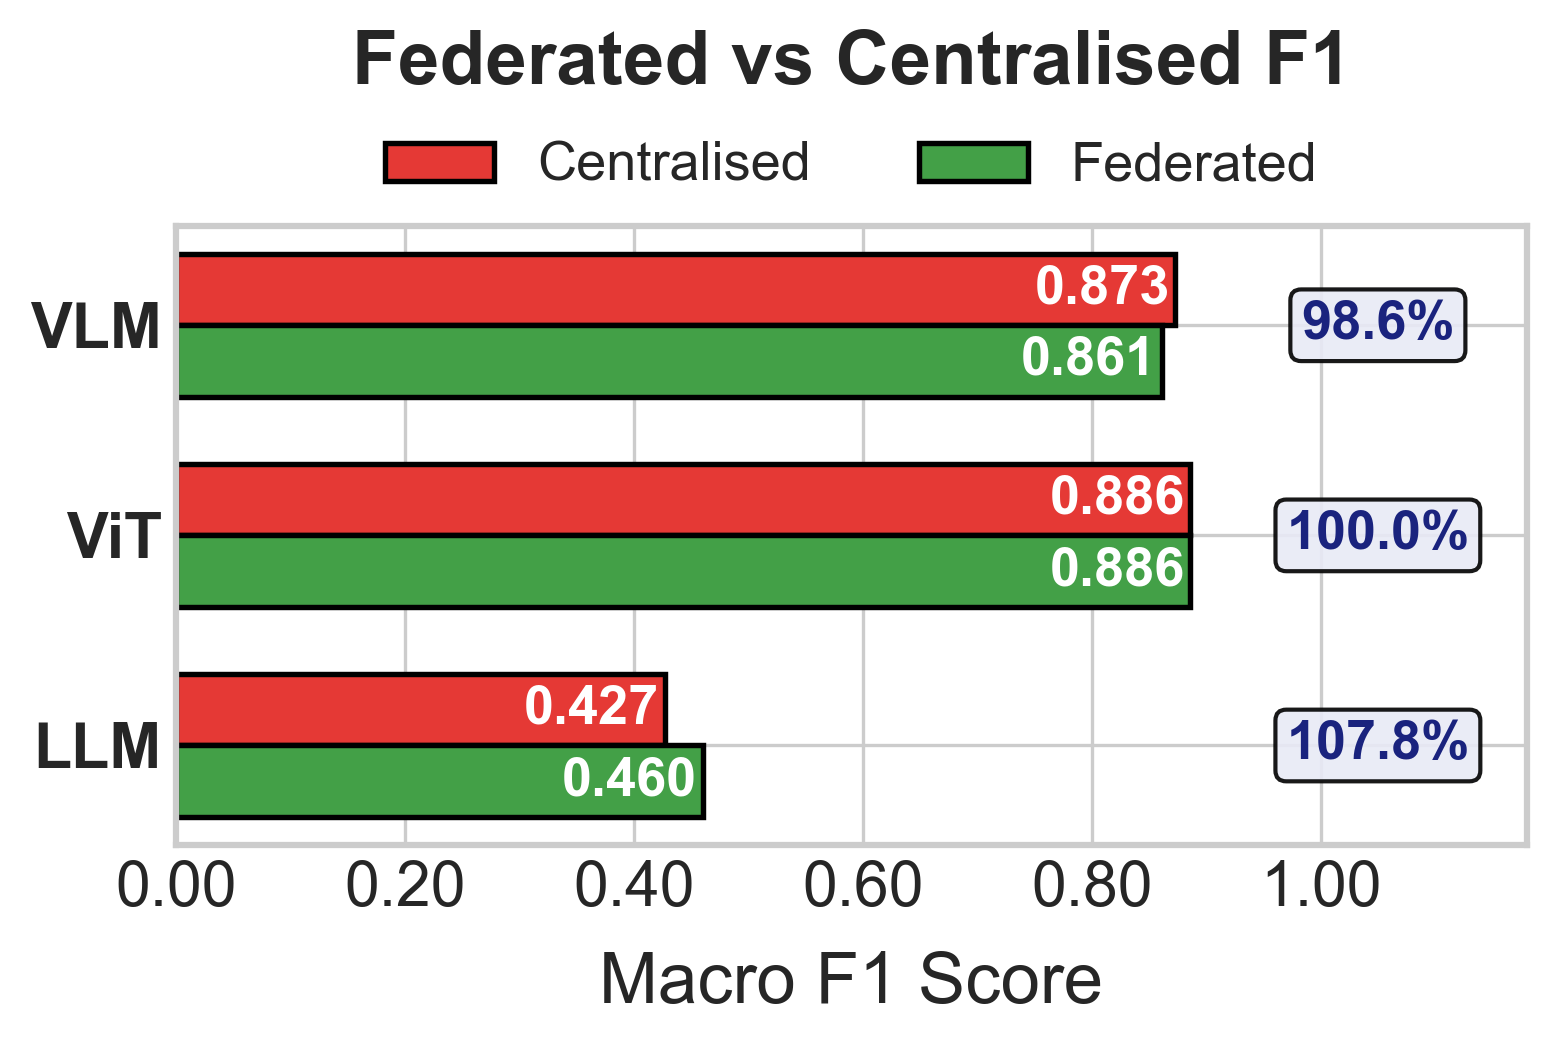 Federated vs Centralised F1
Centralised Federated
VLM 0.873 98.6%
0.861
ViT 0.886 100.0%
0.886
LLM 0.427 107.8%
0.460
0.00 0.20 0.40 0.60 0.80 1.00
Macro F1 Score